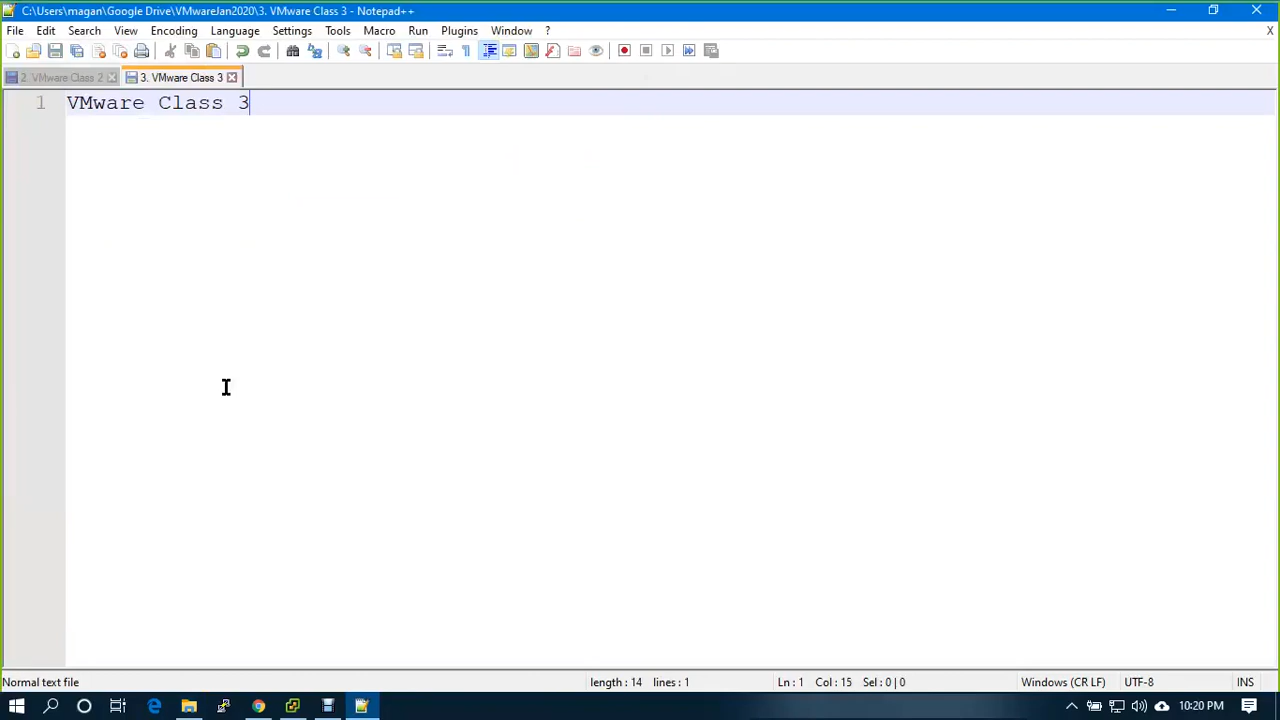 C:\Users\magan\Google Drive\VMwareJan2020\3. VMware Class 3 - Notepad++
File Edit Search View Encoding Language Settings Tools Macro Run Plugins Window ? X
2. VMware Class 2 3. VMware Class 3
1 VMware Class 3
Normal text file length : 14 lines : 1 Ln : 1 Col : 15 Sel : 0 | 0 Windows (CR LF) UTF-8 INS
10:20 PM